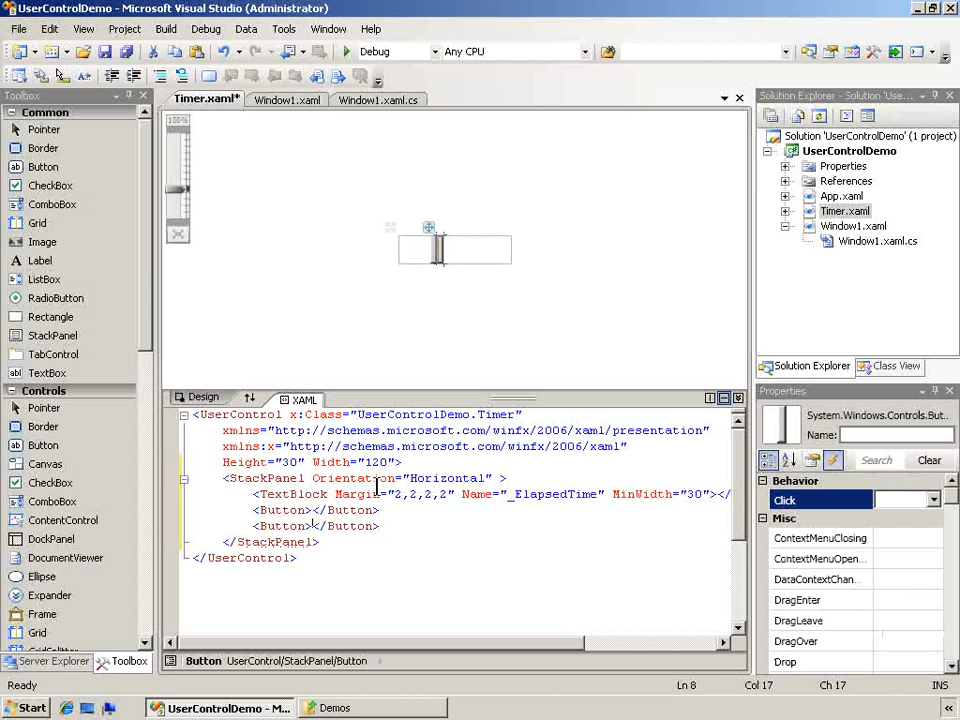 UserControlDemo - Microsoft Visual Studio (Administrator)
File Edit View Project Build Debug Data Tools Window Help
Debug Any CPU
Toolbox
Common
Pointer
Border
Button
CheckBox
ComboBox
Grid
Image
Label
ListBox
RadioButton
Rectangle
StackPanel
TabControl
TextBox
Controls
Pointer
Border
Button
Canvas
CheckBox
ComboBox
ContentControl
DockPanel
DocumentViewer
Ellipse
Expander
Frame
Grid
Server Explorer Toolbox
Timer.xaml* Window1.xaml Window1.xaml.cs
100%
Design XAML
<UserControl x:Class="UserControlDemo.Timer"
xmlns="http://schemas.microsoft.com/winfx/2006/xaml/presentation"
xmlns:x="http://schemas.microsoft.com/winfx/2006/xaml"
Height="30" Width="120">
<StackPanel Orientation="Horizontal" >
<TextBlock Margin="2,2,2,2" Name="_ElapsedTime" MinWidth="30"></
<Button></Button>
<Button></Button>
</StackPanel>
</UserControl>
Button UserControl/StackPanel/Button
Solution Explorer - Solution 'Use...
Solution 'UserControlDemo' (1 project)
UserControlDemo
Properties
References
App.xaml
Timer.xaml
Window1.xaml
Window1.xaml.cs
Solution Explorer Class View
Properties
System.Windows.Controls.But...
Name:
Search Clear
Behavior
Click
Misc
ContextMenuClosing
ContextMenuOpen...
DataContextChan...
DragEnter
DragLeave
DragOver
Drop
Ready Ln 8 Col 17 Ch 17 INS
Start UserControlDemo - M... Demos